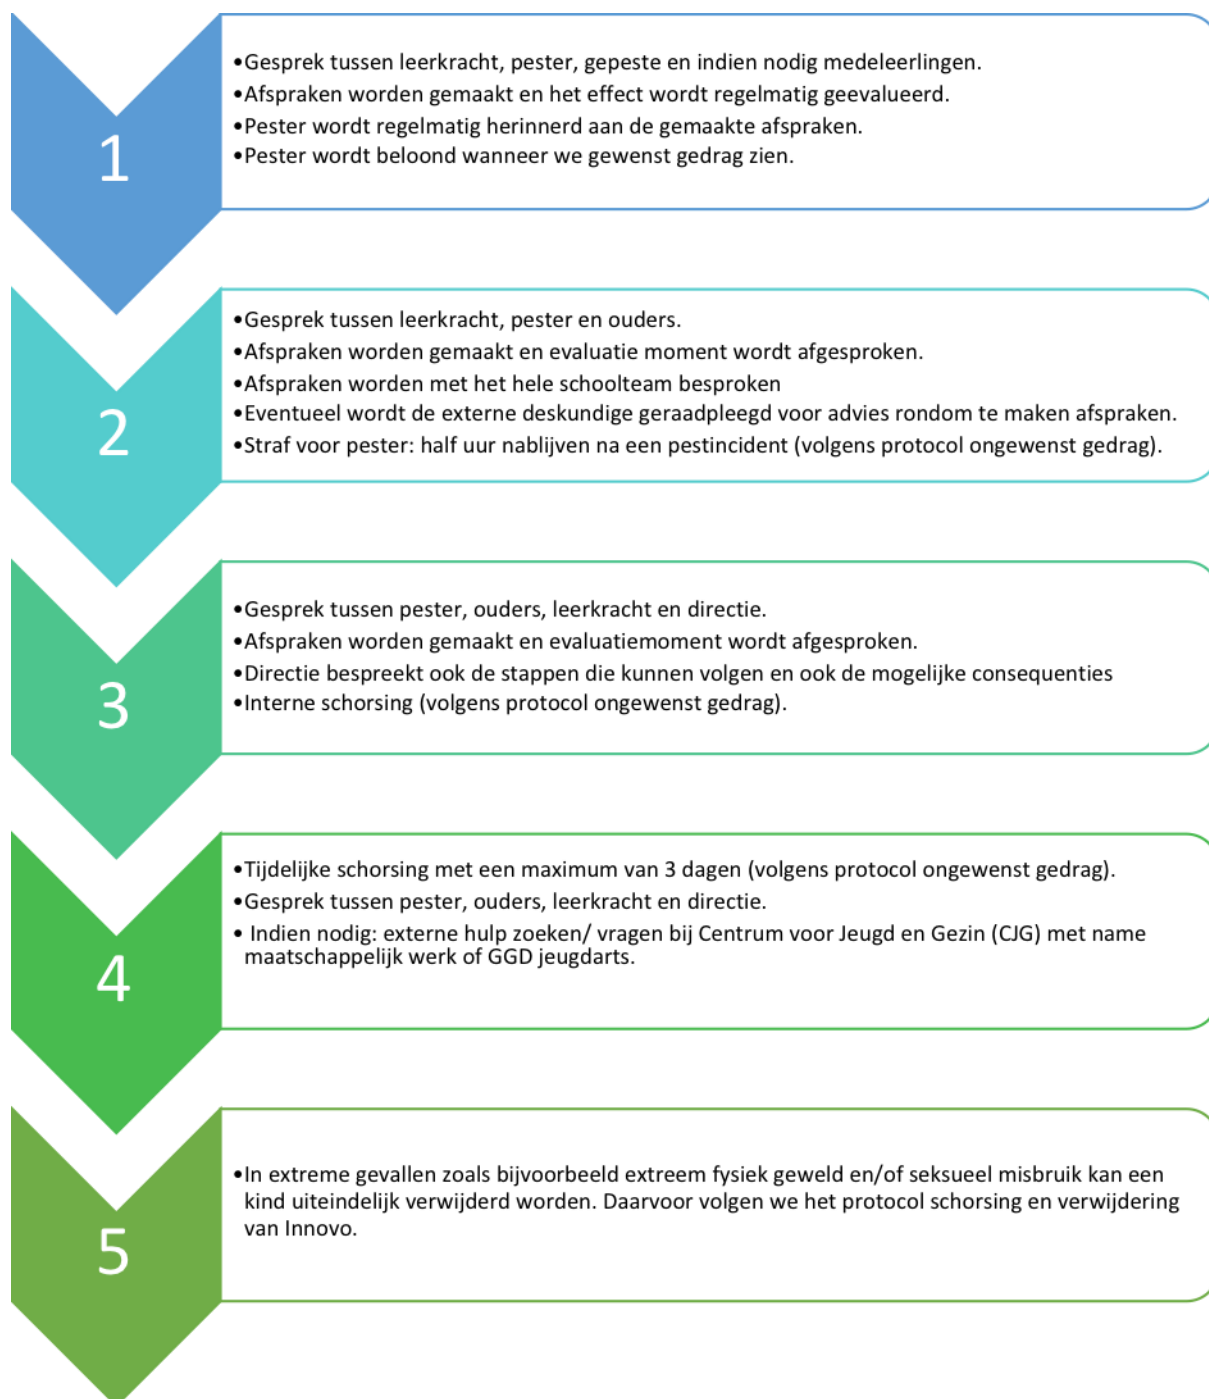 1
•Gesprek tussen leerkracht, pester, gepeste en indien nodig medeleerlingen.
•Afspraken worden gemaakt en het effect wordt regelmatig geevalueerd.
•Pester wordt regelmatig herinnerd aan de gemaakte afspraken.
•Pester wordt beloond wanneer we gewenst gedrag zien.
2
•Gesprek tussen leerkracht, pester en ouders.
•Afspraken worden gemaakt en evaluatie moment wordt afgesproken.
•Afspraken worden met het hele schoolteam besproken
•Eventueel wordt de externe deskundige geraadpleegd voor advies rondom te maken afspraken.
•Straf voor pester: half uur nablijven na een pestincident (volgens protocol ongewenst gedrag).
3
•Gesprek tussen pester, ouders, leerkracht en directie.
•Afspraken worden gemaakt en evaluatiemoment wordt afgesproken.
•Directie bespreekt ook de stappen die kunnen volgen en ook de mogelijke consequenties
•Interne schorsing (volgens protocol ongewenst gedrag).
4
•Tijdelijke schorsing met een maximum van 3 dagen (volgens protocol ongewenst gedrag).
•Gesprek tussen pester, ouders, leerkracht en directie.
• Indien nodig: externe hulp zoeken/ vragen bij Centrum voor Jeugd en Gezin (CJG) met name
maatschappelijk werk of GGD jeugdarts.
5
•In extreme gevallen zoals bijvoorbeeld extreem fysiek geweld en/of seksueel misbruik kan een
kind uiteindelijk verwijderd worden. Daarvoor volgen we het protocol schorsing en verwijdering
van Innovo.